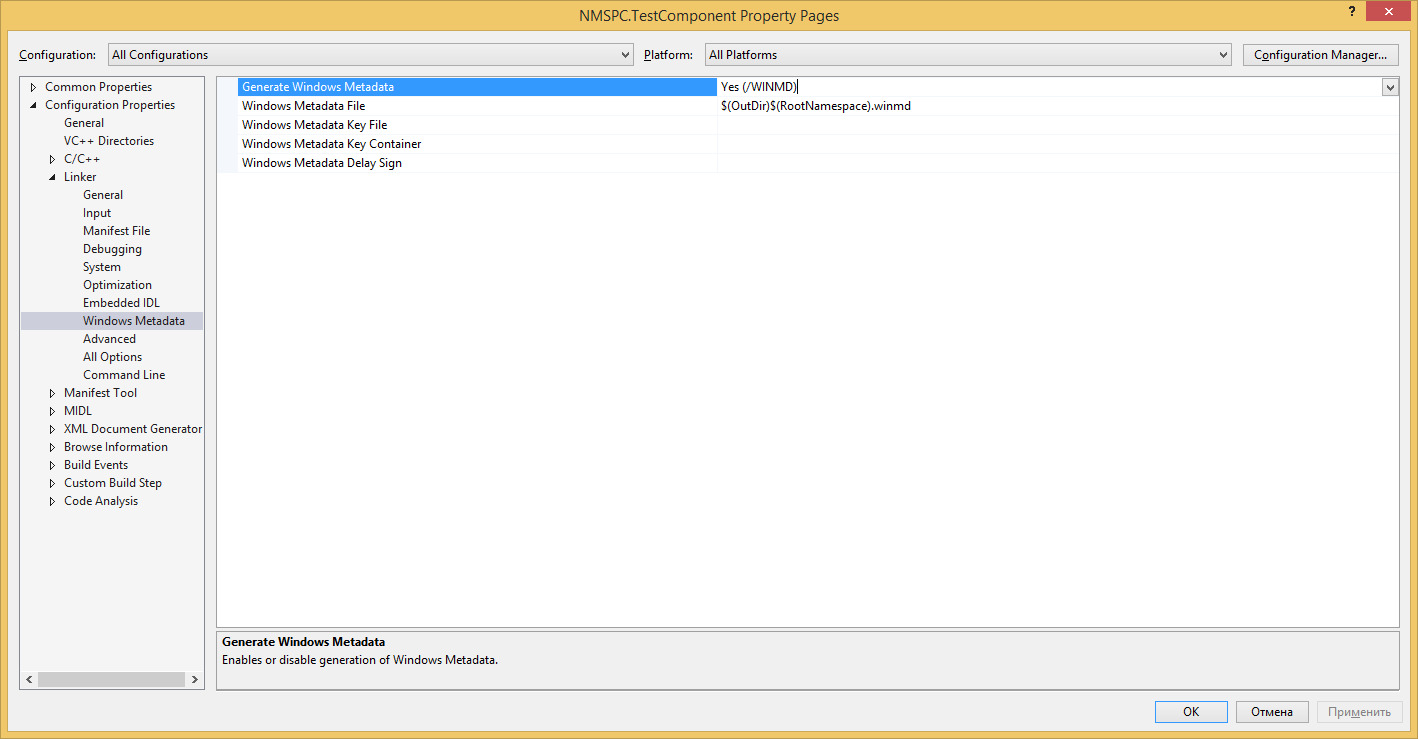 NMSPC.TestComponent Property Pages
?
Configuration: All Configurations Platform: All Platforms Configuration Manager...
Common Properties
Configuration Properties
General
VC++ Directories
C/C++
Linker
General
Input
Manifest File
Debugging
System
Optimization
Embedded IDL
Windows Metadata
Advanced
All Options
Command Line
Manifest Tool
MIDL
XML Document Generator
Browse Information
Build Events
Custom Build Step
Code Analysis
Generate Windows Metadata Yes (/WINMD)
Windows Metadata File $(OutDir)$(RootNamespace).winmd
Windows Metadata Key File
Windows Metadata Key Container
Windows Metadata Delay Sign
Generate Windows Metadata
Enables or disable generation of Windows Metadata.
OK Отмена Применить